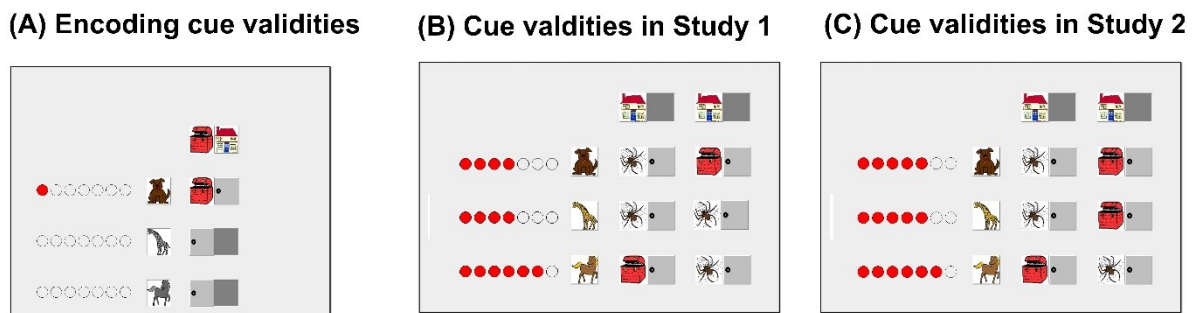 (A) Encoding cue validities
(B) Cue valdities in Study 1
(C) Cue validities in Study 2